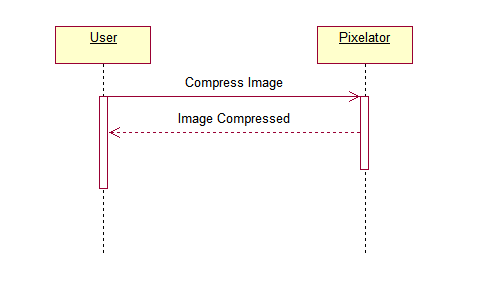 User
Pixelator
Compress Image
Image Compressed